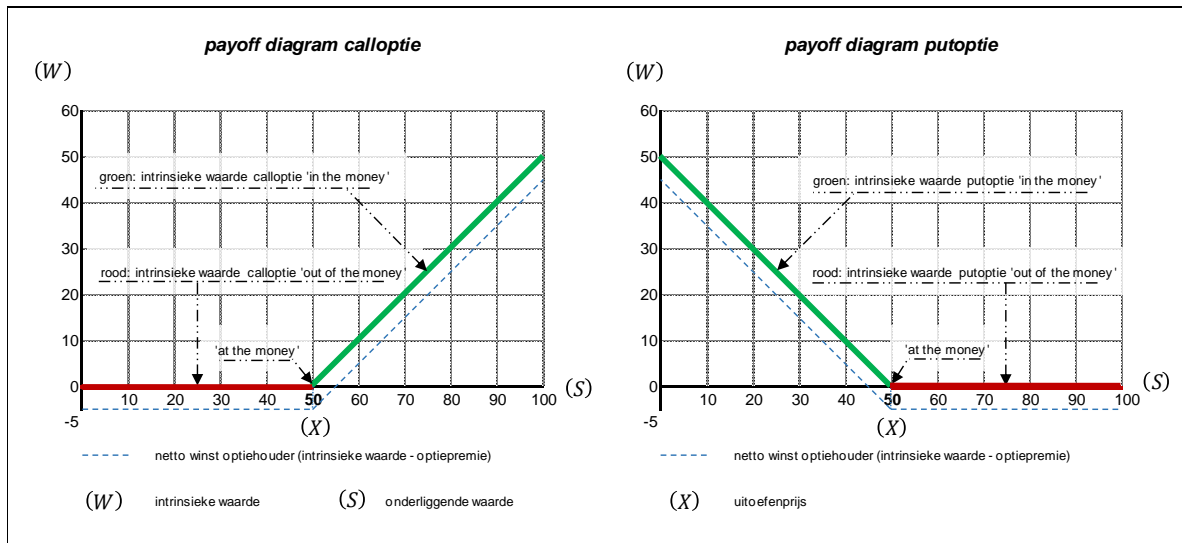 payoff diagram calloptie
(W)
60
50
groen: intrinsieke waarde calloptie 'in the money'
40
30
rood: intrinsieke waarde calloptie 'out of the money'
20
10
'at the money'
0
(S)
10 20 30 40 50 60 70 80 90 100
-5
(X)
netto winst optiehouder (intrinsieke waarde - optiepremie)
payoff diagram putoptie
(W)
60
50
groen: intrinsieke waarde putoptie 'in the money'
40
30
rood: intrinsieke waarde putoptie 'out of the money'
20
10
'at the money'
0
(S)
10 20 30 40 50 60 70 80 90 100
-5
(X)
netto winst optiehouder (intrinsieke waarde - optiepremie)
(W) intrinsieke waarde (S) onderliggende waarde (X) uitoefenprijs